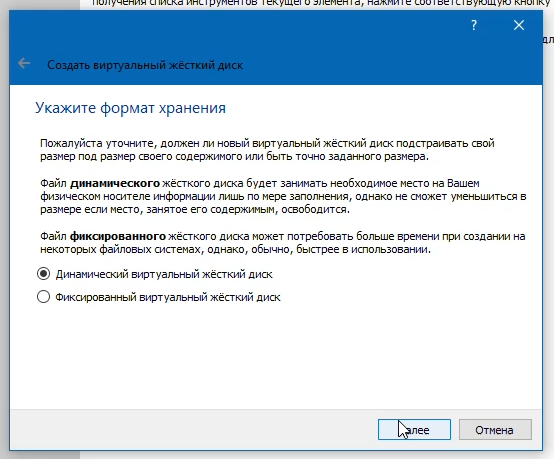 получения списка инструментов текущего элемента, нажмите соответствующую кнопку
?
Создать виртуальный жёсткий диск
Укажите формат хранения
Пожалуйста уточните, должен ли новый виртуальный жёсткий диск подстраивать свой
размер под размер своего содержимого или быть точно заданного размера.
Файл динамического жёсткого диска будет занимать необходимое место на Вашем
физическом носителе информации лишь по мере заполнения, однако не сможет уменьшиться в
размере если место, занятое его содержимым, освободится.
Файл фиксированного жёсткого диска может потребовать больше времени при создании на
некоторых файловых системах, однако, обычно, быстрее в использовании.
Динамический виртуальный жёсткий диск
Фиксированный виртуальный жёсткий диск
Далее
Отмена